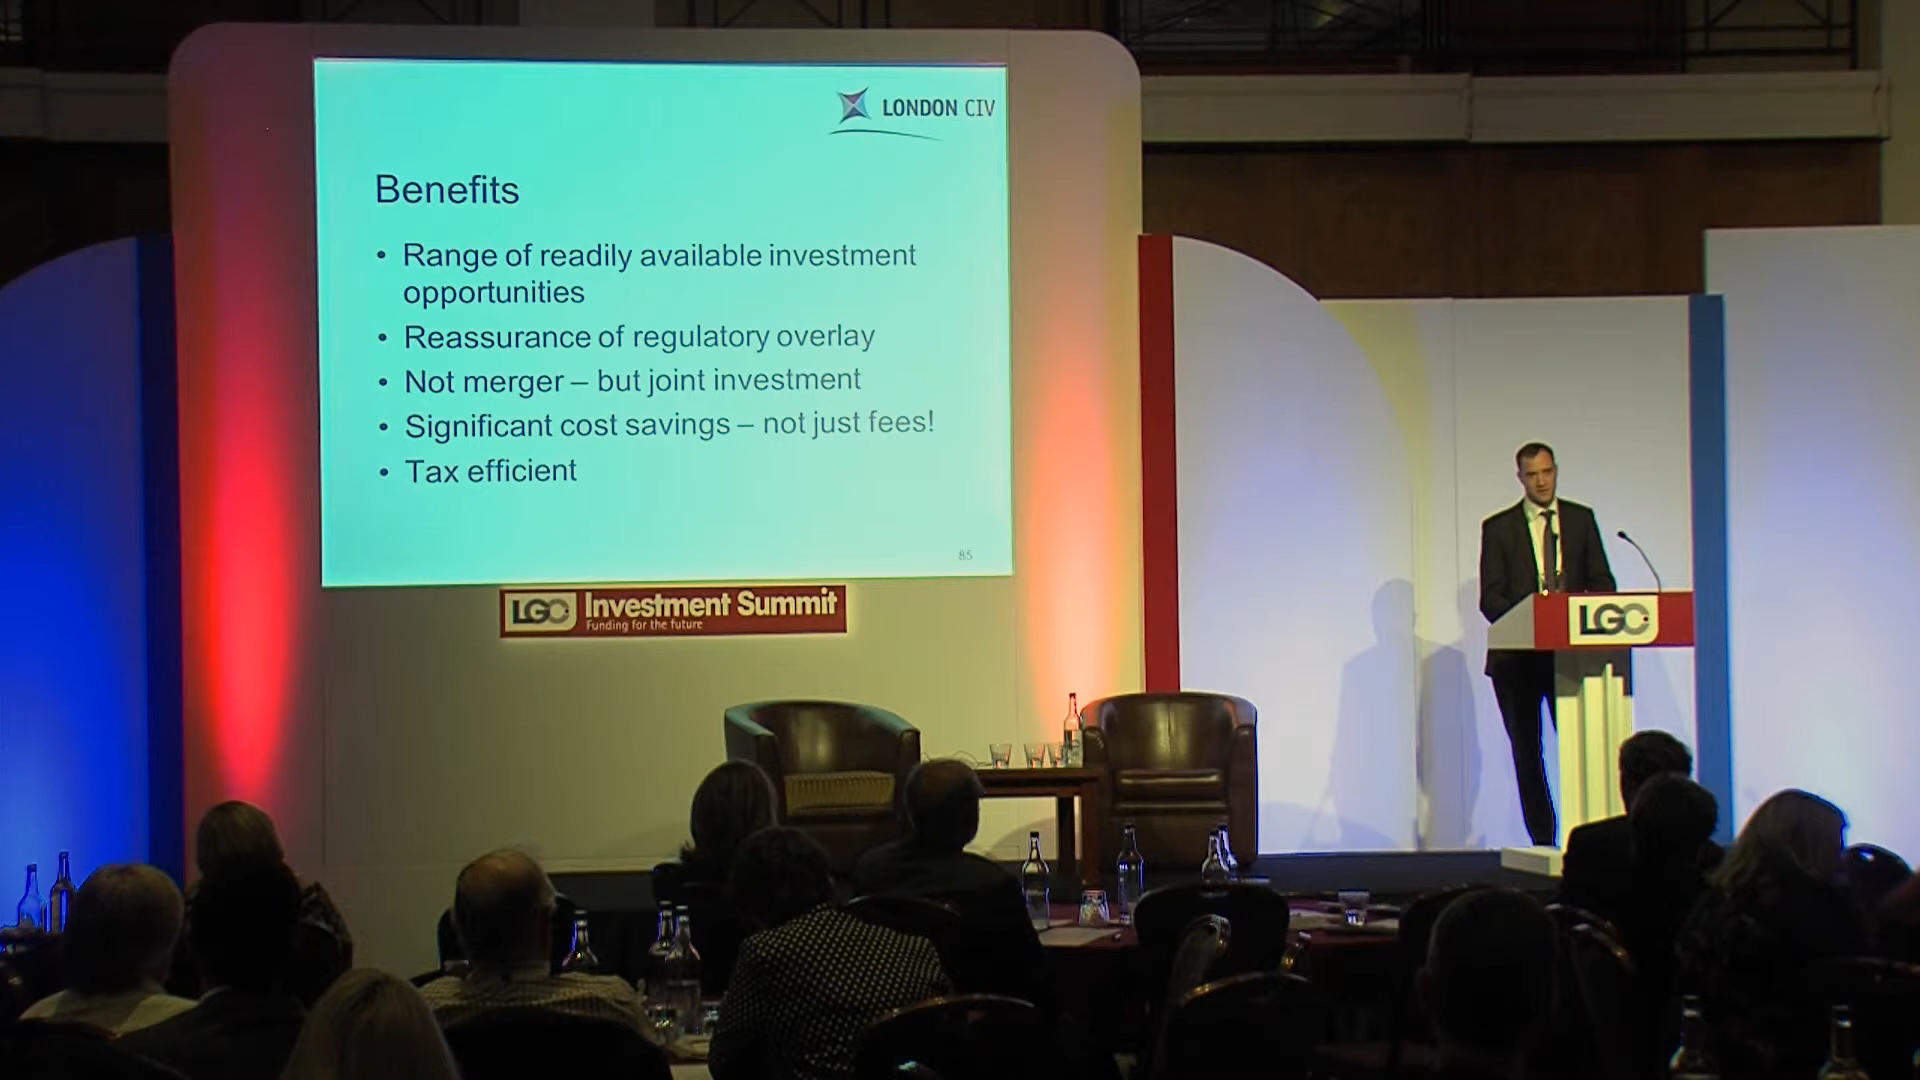 LONDON CIV
Benefits
• Range of readily available investment
opportunities
• Reassurance of regulatory overlay
• Not merger – but joint investment
• Significant cost savings – not just fees!
• Tax efficient
85
LGC Investment Summit
Funding for the future
LGC